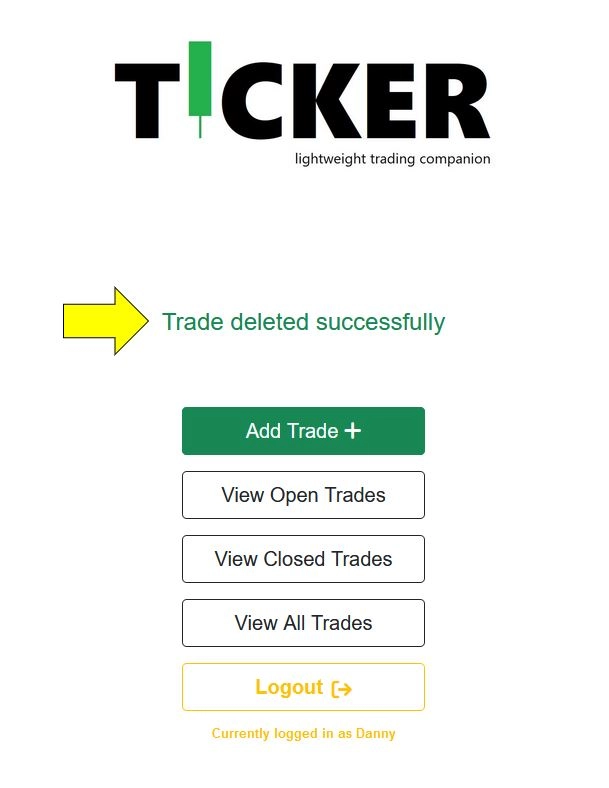 TICKER
lightweight trading companion
Trade deleted successfully
Add Trade +
View Open Trades
View Closed Trades
View All Trades
Logout
Currently logged in as Danny